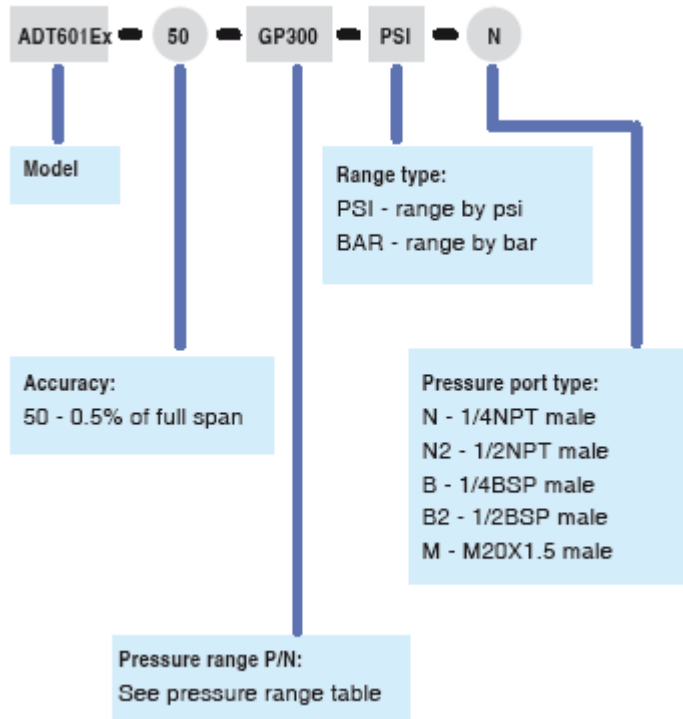 ADT601Ex - 50 - GP300 - PSI - N
Model
Range type:
PSI - range by psi
BAR - range by bar
Accuracy:
50 - 0.5% of full span
Pressure port type:
N - 1/4NPT male
N2 - 1/2NPT male
B - 1/4BSP male
B2 - 1/2BSP male
M - M20X1.5 male
Pressure range P/N:
See pressure range table